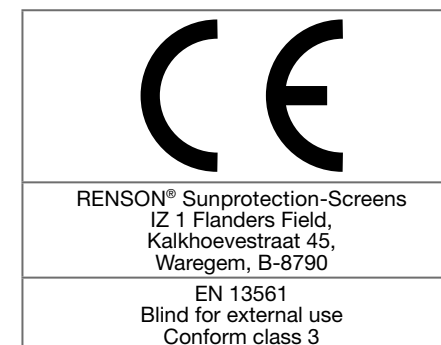 CE
RENSON® Sunprotection-Screens
IZ 1 Flanders Field,
Kalkhoevestraat 45,
Waregem, B-8790
EN 13561
Blind for external use
Conform class 3